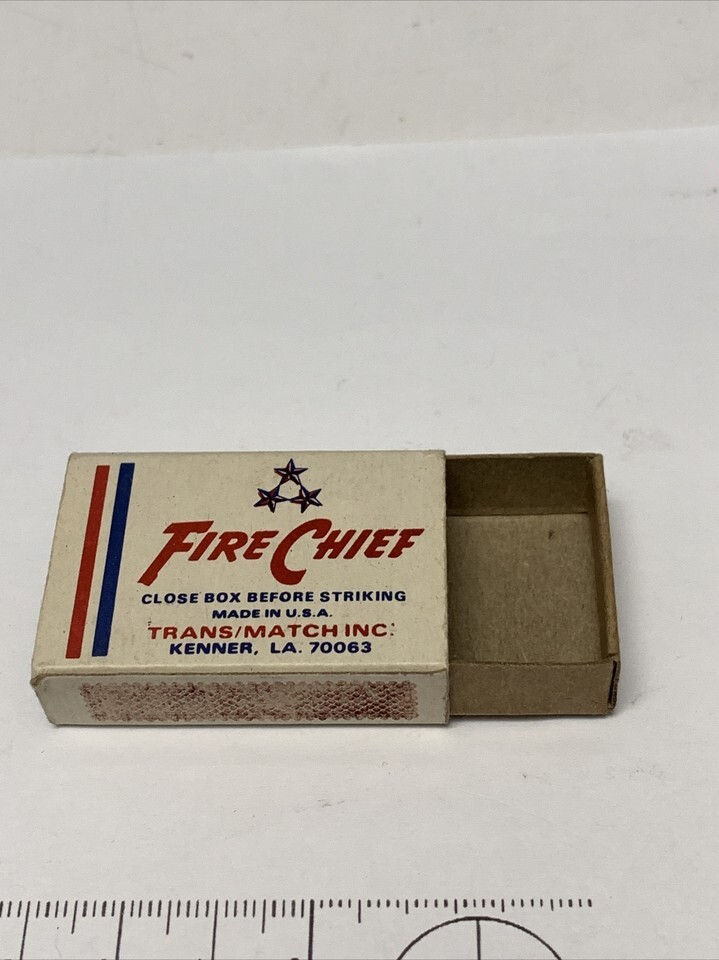 FIRE CHIEF
CLOSE BOX BEFORE STRIKING
MADE IN U.S.A.
TRANS/MATCH INC.
KENNER, LA. 70063